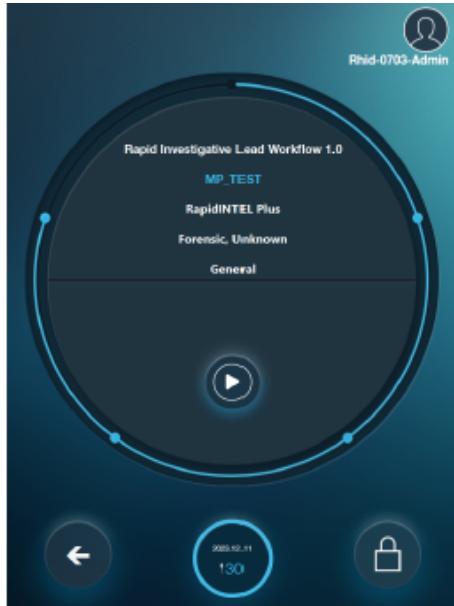 Rhid-0703-Admin
Rapid Investigative Lead Workflow 1.0
MP_TEST
RapidINTEL Plus
Forensic, Unknown
General